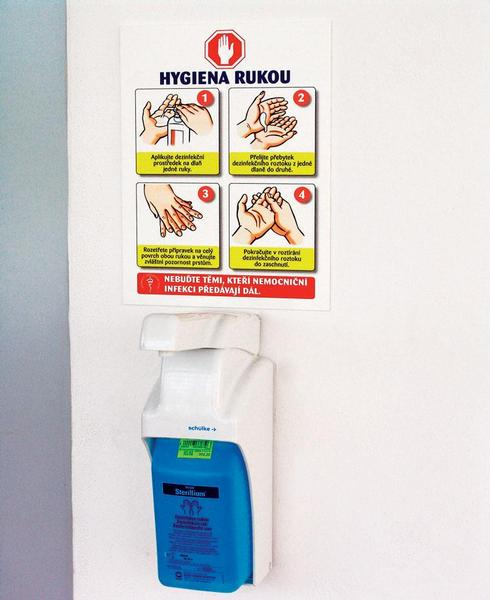 HYGIENA RUKOU
1
Aplikujte dezinfekční
prostředek na dlaň
jedné ruky.
2
Přelijte přebytek
dezinfekčního roztoku z jedné
dlaně do druhé.
3
Rozetřete přípravek na celý
povrch obou rukou a věnujte
zvláštní pozornost prstům.
4
Pokračujte v roztírání
dezinfekčního roztoku
do zaschnutí.
NEBUĎTE TĚMI, KTEŘÍ NEMOCNIČNÍ
INFEKCI PŘEDÁVAJÍ DÁL.
schülke →
Sterillium